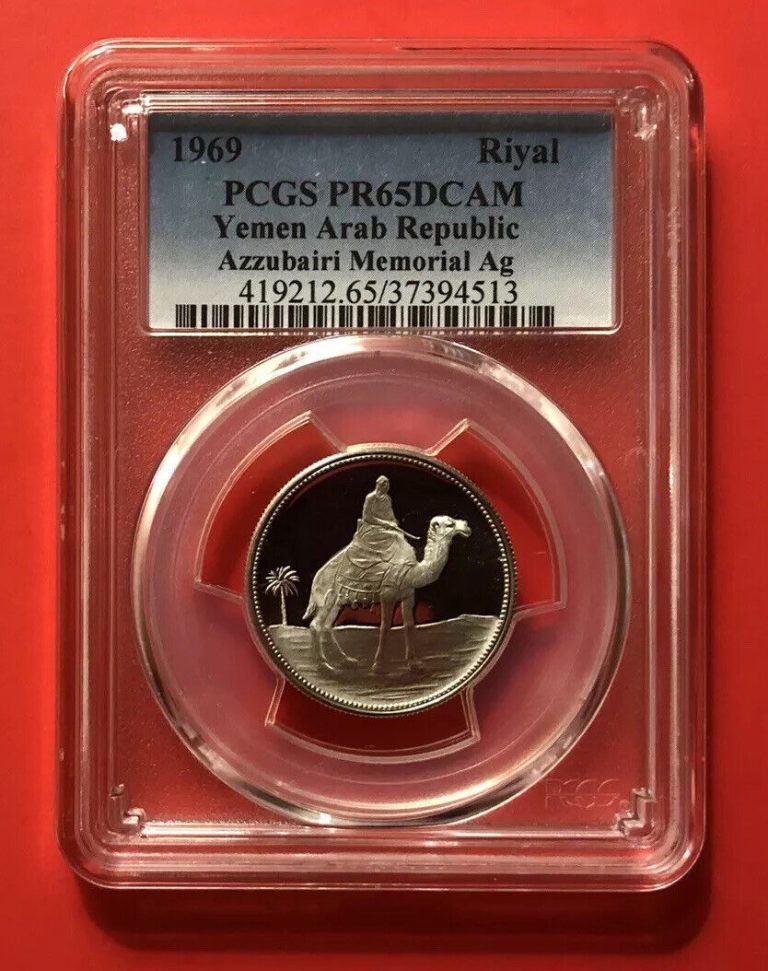 1969 Riyal
PCGS PR65DCAM
Yemen Arab Republic
Azzubairi Memorial Ag
419212.65/37394513
PCGS